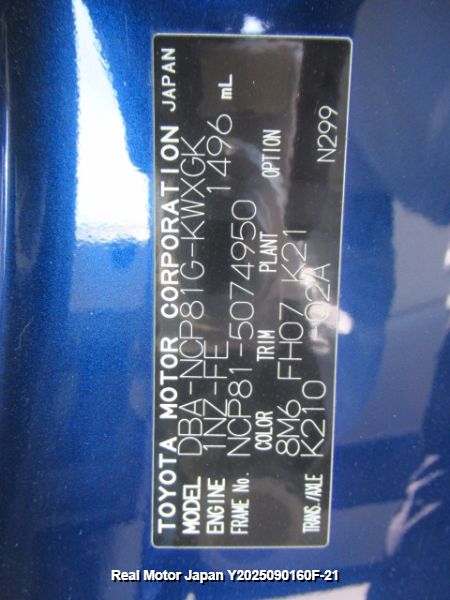 TOYOTA MOTOR CORPORATION JAPAN
MODEL DBA-NCP81G-KWXGK
ENGINE 1NZ-FE 1496 mL
FRAME No. NCP81-5074950
COLOR TRIM PLANT OPTION
8M6 FH07 K21
TRANS./AXLE K210 -02A N299
Real Motor Japan Y2025090160F-21